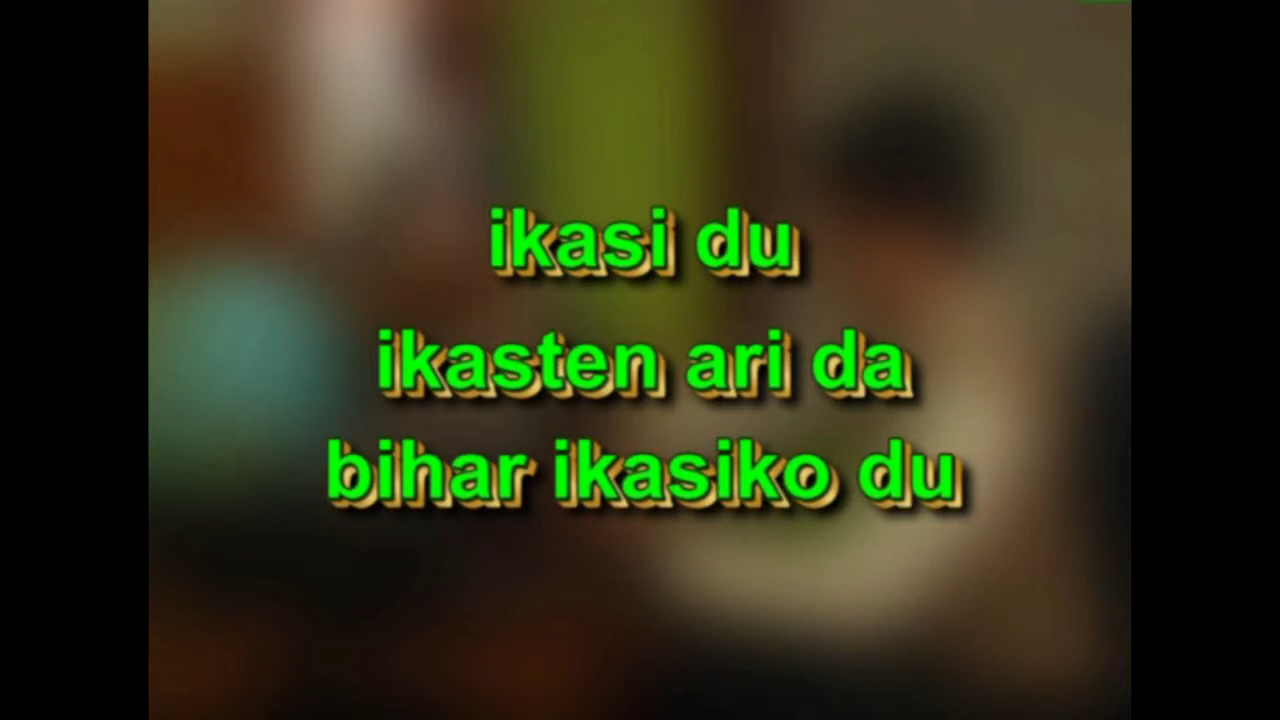 ikasi du
ikasten ari da
bihar ikasiko du